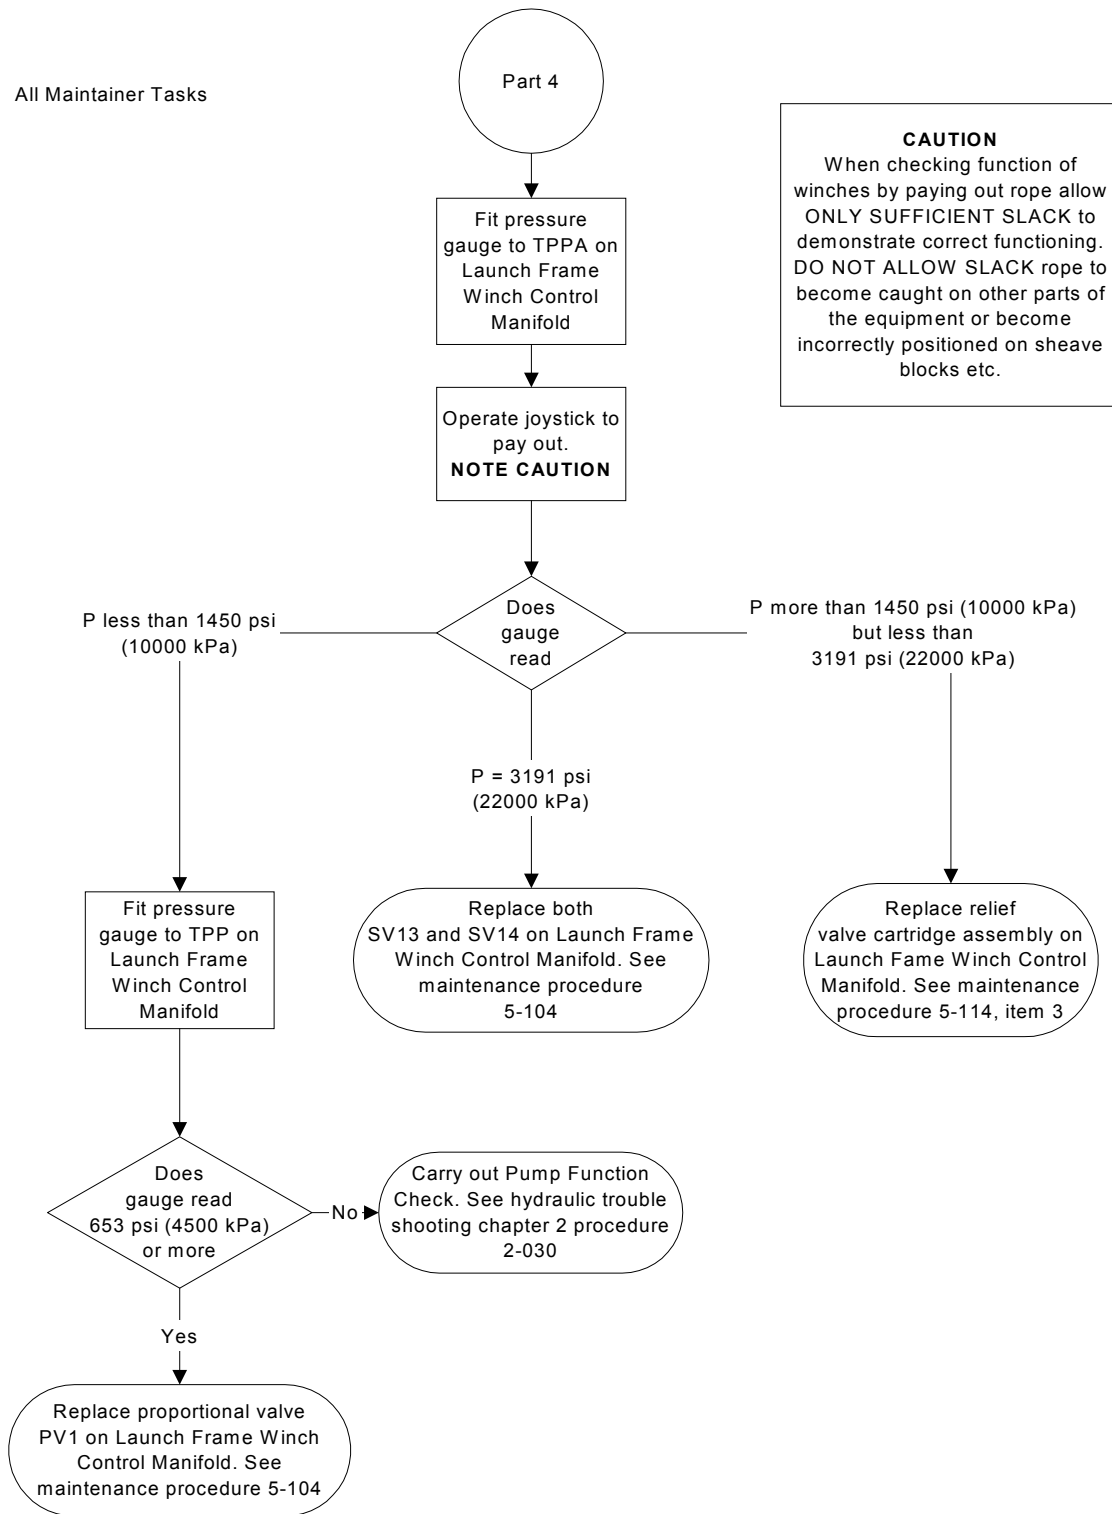 All Maintainer Tasks
Part 4
CAUTION
When checking function of
winches by paying out rope allow
ONLY SUFFICIENT SLACK to
demonstrate correct functioning.
DO NOT ALLOW SLACK rope to
become caught on other parts of
the equipment or become
incorrectly positioned on sheave
blocks etc.
Fit pressure
gauge to TPPA on
Launch Frame
Winch Control
Manifold
Operate joystick to
pay out.
NOTE CAUTION
Does
gauge
read
P less than 1450 psi
(10000 kPa)
P more than 1450 psi (10000 kPa)
but less than
3191 psi (22000 kPa)
P = 3191 psi
(22000 kPa)
Fit pressure
gauge to TPP on
Launch Frame
Winch Control
Manifold
Replace both
SV13 and SV14 on Launch Frame
Winch Control Manifold. See
maintenance procedure
5-104
Replace relief
valve cartridge assembly on
Launch Fame Winch Control
Manifold. See maintenance
procedure 5-114, item 3
Does
gauge read
653 psi (4500 kPa)
or more
No
Carry out Pump Function
Check. See hydraulic trouble
shooting chapter 2 procedure
2-030
Yes
Replace proportional valve
PV1 on Launch Frame Winch
Control Manifold. See
maintenance procedure 5-104